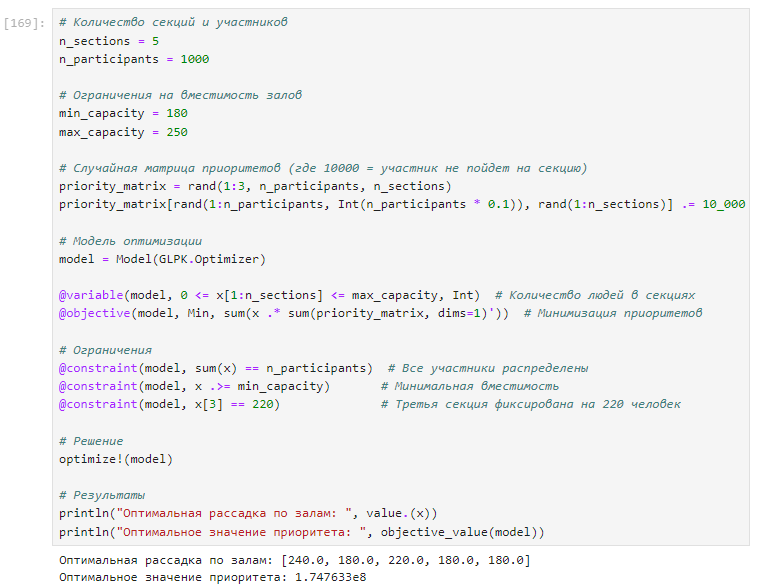 [169]:
# Количество секций и участников
n_sections = 5
n_participants = 1000
# Ограничения на вместимость залов
min_capacity = 180
max_capacity = 250
# Случайная матрица приоритетов (где 10000 = участник не пойдет на секцию)
priority_matrix = rand(1:3, n_participants, n_sections)
priority_matrix[rand(1:n_participants, Int(n_participants * 0.1)), rand(1:n_sections)] .= 10_000
# Модель оптимизации
model = Model(GLPK.Optimizer)
@variable(model, 0 <= x[1:n_sections] <= max_capacity, Int)  # Количество людей в секциях
@objective(model, Min, sum(x .* sum(priority_matrix, dims=1)'))  # Минимизация приоритетов
# Ограничения
@constraint(model, sum(x) == n_participants)  # Все участники распределены
@constraint(model, x .>= min_capacity)       # Минимальная вместимость
@constraint(model, x[3] == 220)              # Третья секция фиксирована на 220 человек
# Решение
optimize!(model)
# Результаты
println("Оптимальная рассадка по залам: ", value.(x))
println("Оптимальное значение приоритета: ", objective_value(model))
Оптимальная рассадка по залам: [240.0, 180.0, 220.0, 180.0, 180.0]
Оптимальное значение приоритета: 1.747633e8